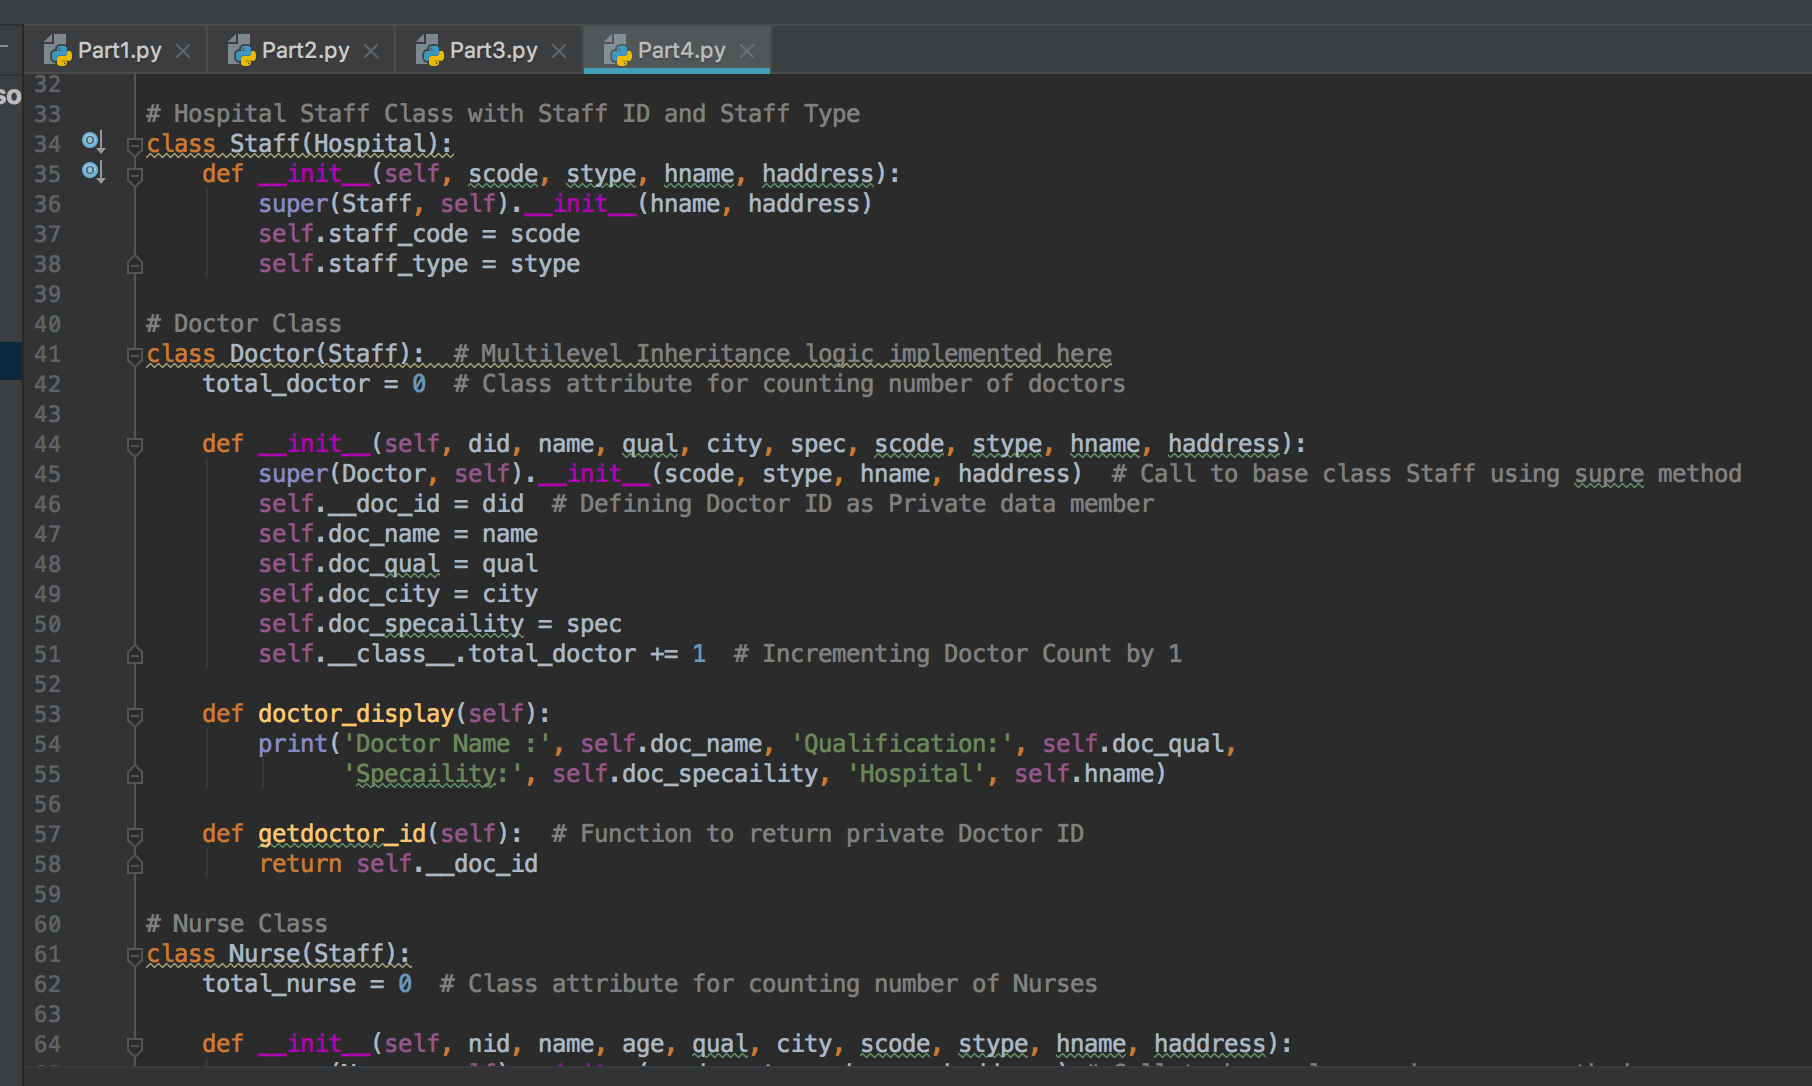 Part1.py Part2.py Part3.py Part4.py
so
32
33 # Hospital Staff Class with Staff ID and Staff Type
34 class Staff(Hospital):
35     def __init__(self, scode, stype, hname, haddress):
36         super(Staff, self).__init__(hname, haddress)
37         self.staff_code = scode
38         self.staff_type = stype
39
40 # Doctor Class
41 class Doctor(Staff):  # Multilevel Inheritance logic implemented here
42     total_doctor = 0  # Class attribute for counting number of doctors
43
44     def __init__(self, did, name, qual, city, spec, scode, stype, hname, haddress):
45         super(Doctor, self).__init__(scode, stype, hname, haddress)  # Call to base class Staff using supre method
46         self.__doc_id = did  # Defining Doctor ID as Private data member
47         self.doc_name = name
48         self.doc_qual = qual
49         self.doc_city = city
50         self.doc_specaility = spec
51         self.__class__.total_doctor += 1  # Incrementing Doctor Count by 1
52
53     def doctor_display(self):
54         print('Doctor Name :', self.doc_name, 'Qualification:', self.doc_qual,
55               'Specaility:', self.doc_specaility, 'Hospital', self.hname)
56
57     def getdoctor_id(self):  # Function to return private Doctor ID
58         return self.__doc_id
59
60 # Nurse Class
61 class Nurse(Staff):
62     total_nurse = 0  # Class attribute for counting number of Nurses
63
64     def __init__(self, nid, name, age, qual, city, scode, stype, hname, haddress):